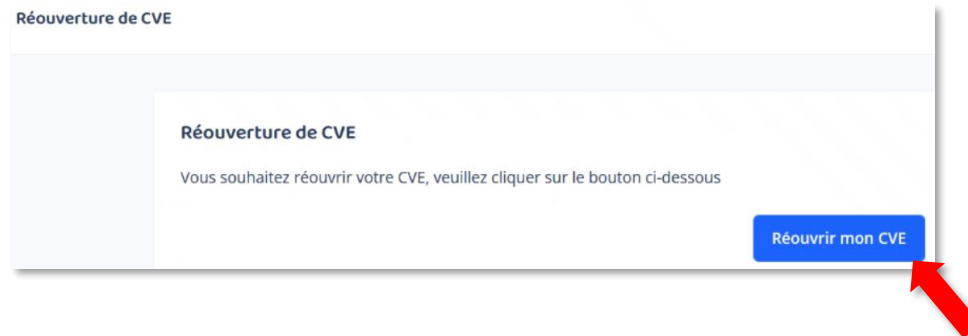 Réouverture de CVE
Réouverture de CVE
Vous souhaitez réouvrir votre CVE, veuillez cliquer sur le bouton ci-dessous
Réouvrir mon CVE